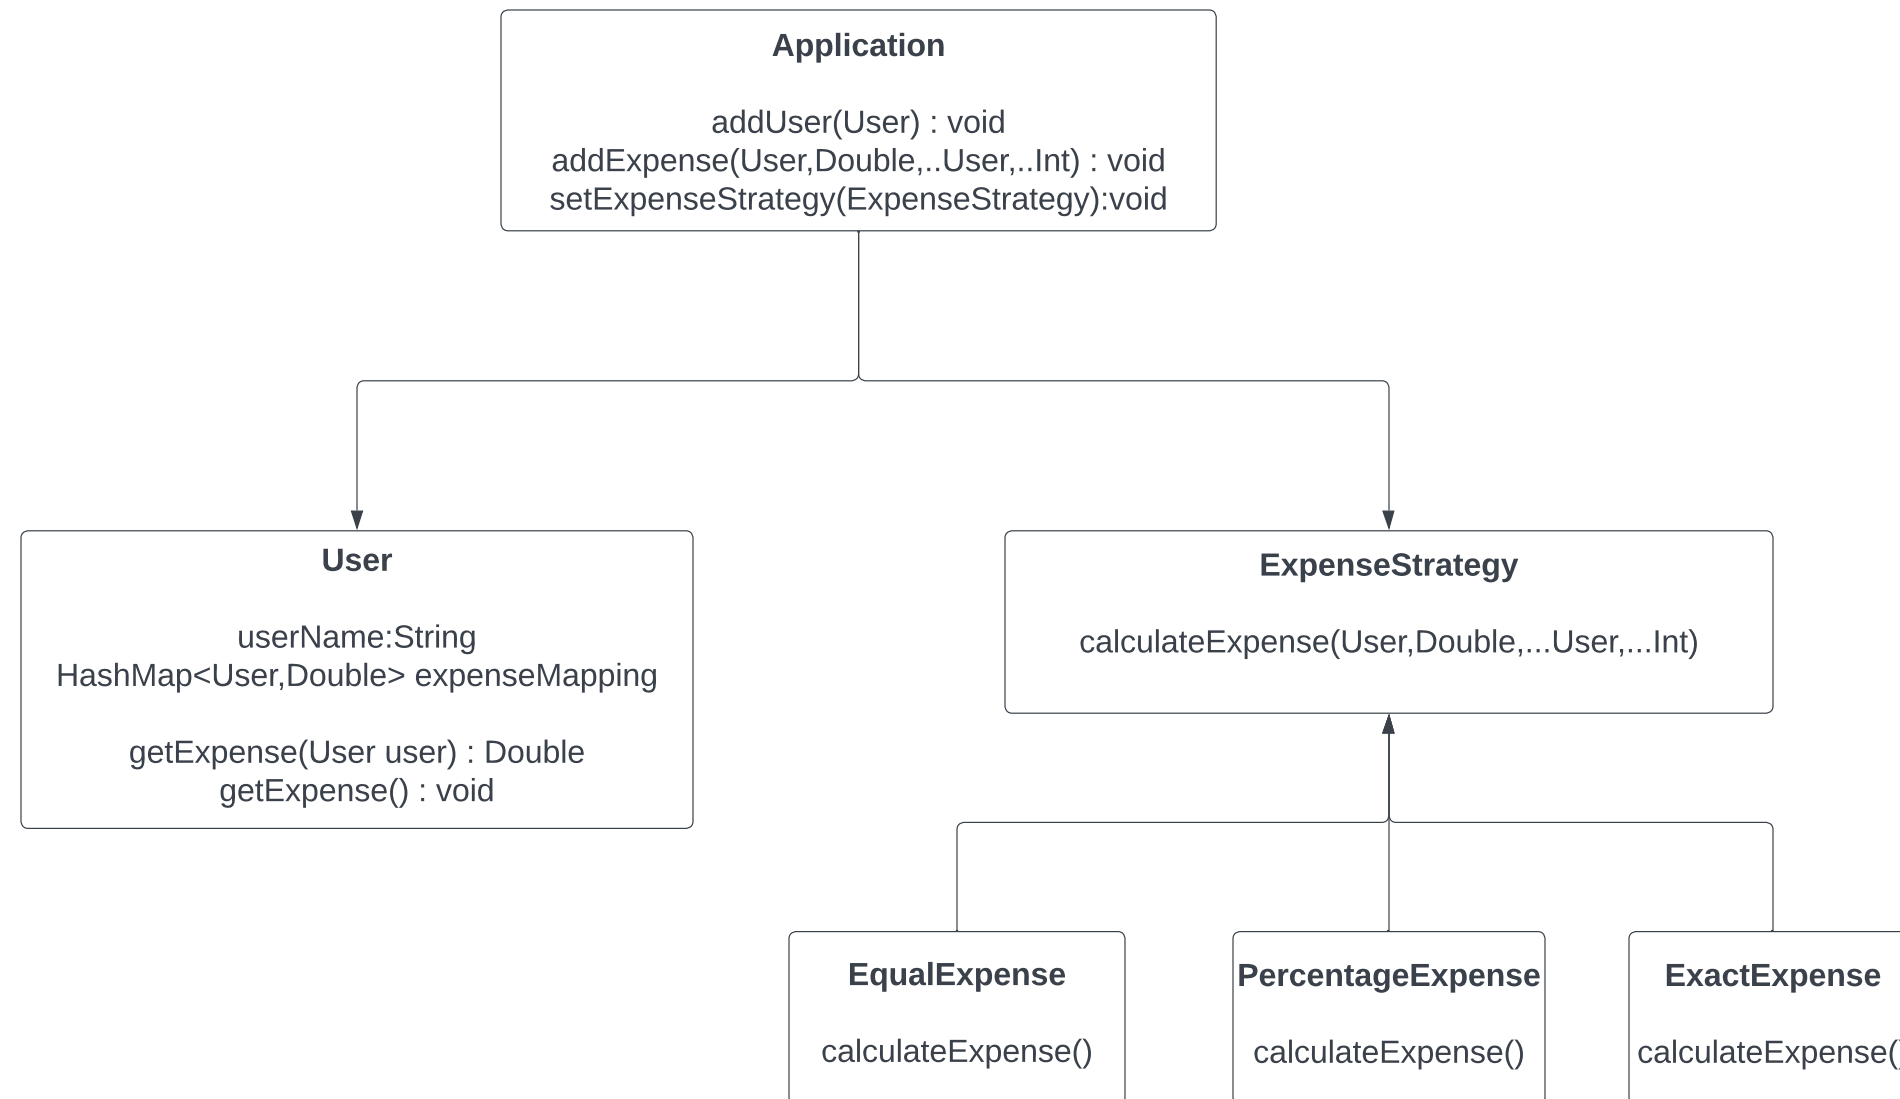 Application
addUser(User) : void
addExpense(User,Double,..User,..Int) : void
setExpenseStrategy(ExpenseStrategy):void
User
userName:String
HashMap<User,Double> expenseMapping
getExpense(User user) : Double
getExpense() : void
ExpenseStrategy
calculateExpense(User,Double,...User,...Int)
EqualExpense
calculateExpense()
PercentageExpense
calculateExpense()
ExactExpense
calculateExpense()